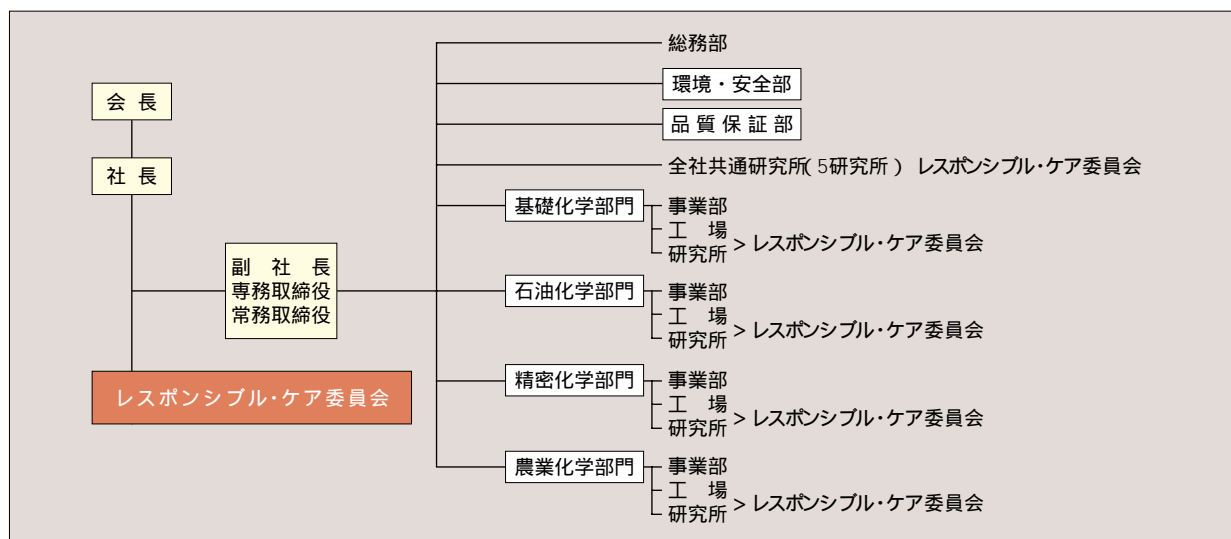 総務部
環境・安全部
会 長
品 質 保 証 部
社 長
全社共通研究所( 5研究所 ) レスポンシブル・ケア委員会
基礎化学部門
事業部
工 場
研究所
> レスポンシブル・ケア委員会
副 社 長
専務取締役
常務取締役
石油化学部門
事業部
工 場
研究所
> レスポンシブル・ケア委員会
レスポンシブル・ケア委員会
精密化学部門
事業部
工 場
研究所
> レスポンシブル・ケア委員会
農業化学部門
事業部
工 場
研究所
> レスポンシブル・ケア委員会